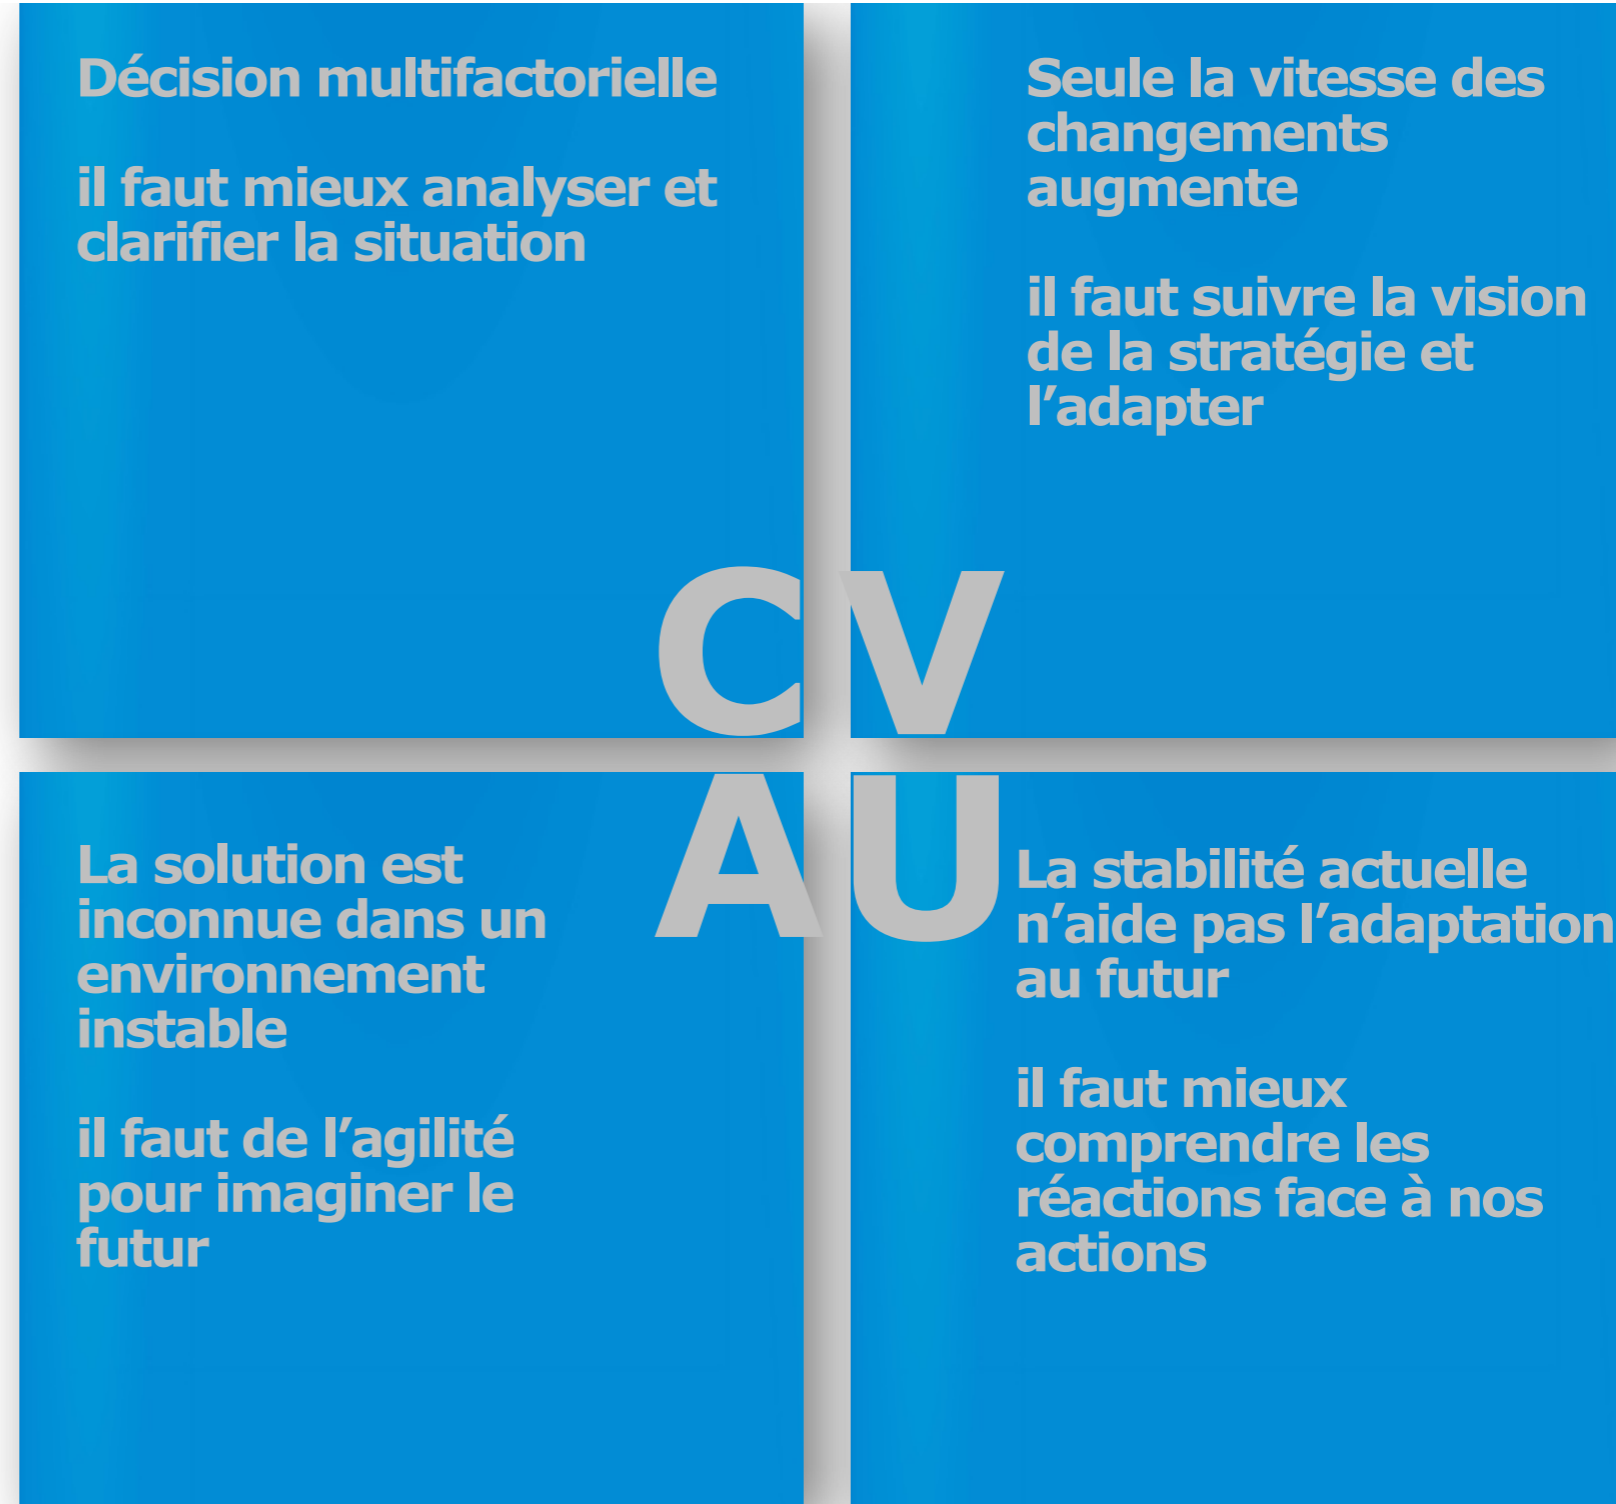 Décision multifactorielle
il faut mieux analyser et
clarifier la situation
C
Seule la vitesse des
changements
augmente
il faut suivre la vision
de la stratégie et
l’adapter
V
A
La solution est
inconnue dans un
environnement
instable
il faut de l’agilité
pour imaginer le
futur
U
La stabilité actuelle
n’aide pas l’adaptation
au futur
il faut mieux
comprendre les
réactions face à nos
actions